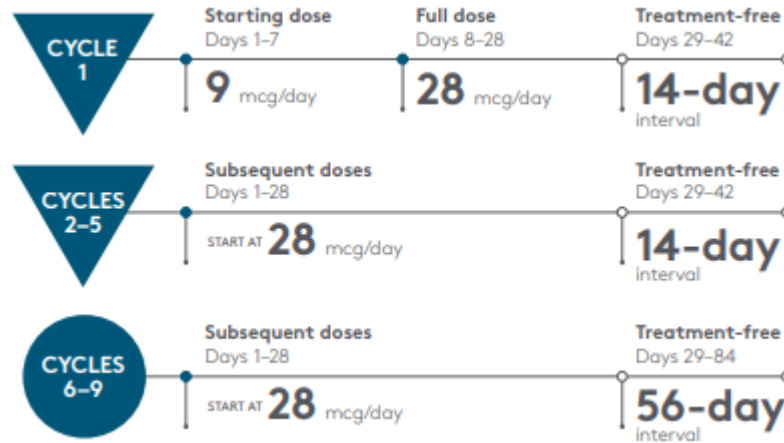 CYCLE
1
Starting dose
Days 1–7
9 mcg/day
Full dose
Days 8–28
28 mcg/day
Treatment-free
Days 29–42
14-day
interval
CYCLES
2–5
Subsequent doses
Days 1–28
START AT 28 mcg/day
Treatment-free
Days 29–42
14-day
interval
CYCLES
6–9
Subsequent doses
Days 1–28
START AT 28 mcg/day
Treatment-free
Days 29–84
56-day
interval